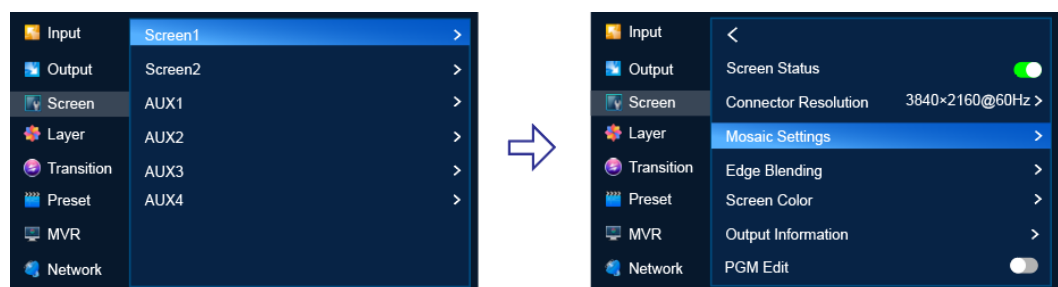 Input
Output
Screen
Layer
Transition
Preset
MVR
Network
Screen1 >
Screen2 >
AUX1 >
AUX2 >
AUX3 >
AUX4 >
Input
Output
Screen
Layer
Transition
Preset
MVR
Network
<
Screen Status
Connector Resolution 3840×2160@60Hz >
Mosaic Settings >
Edge Blending >
Screen Color >
Output Information >
PGM Edit